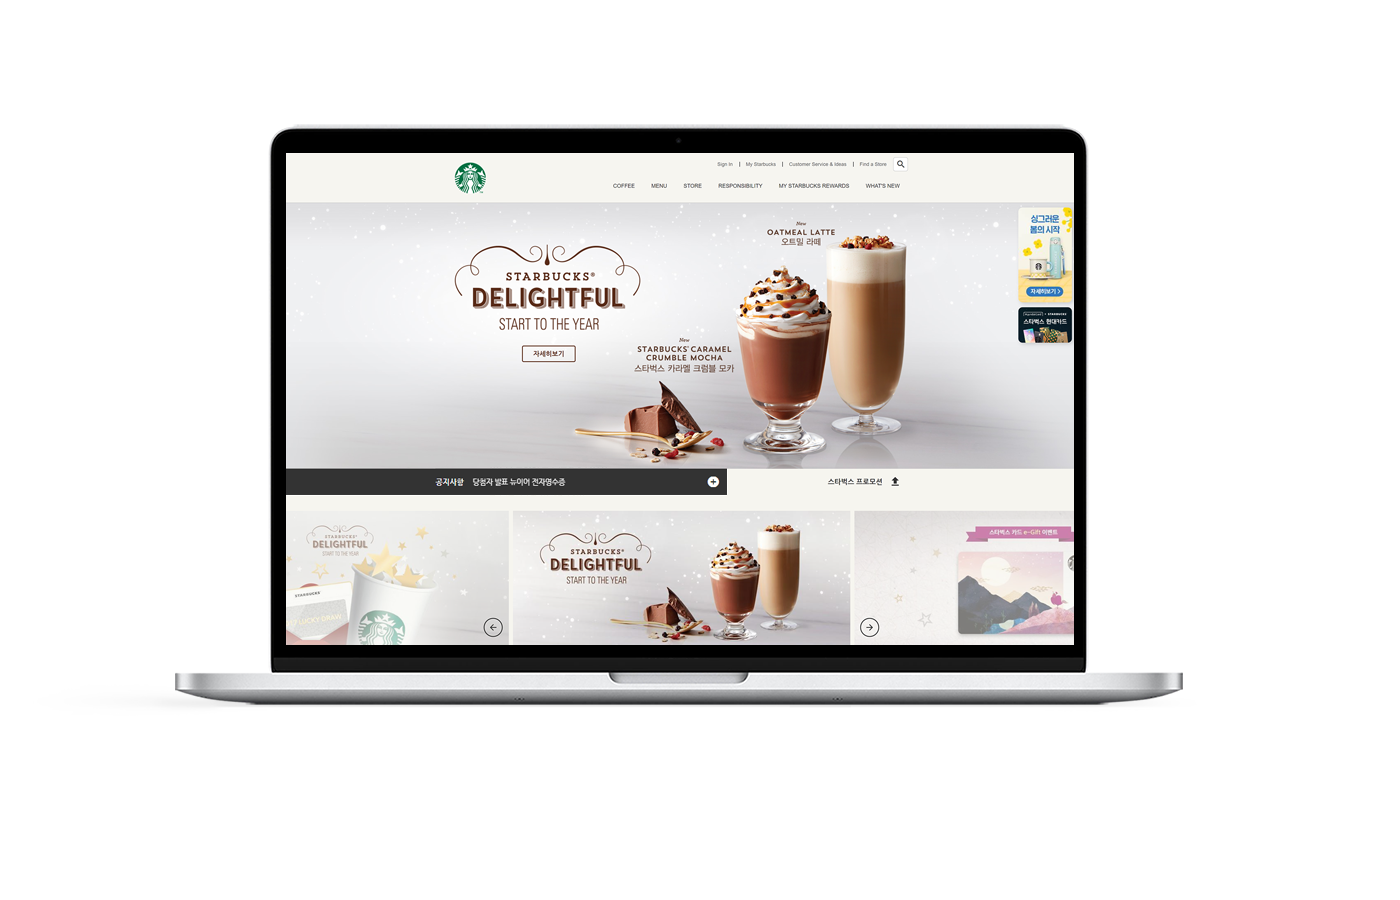 Sign In
My Starbucks
Customer Service & Ideas
Find a Store
COFFEE
MENU
STORE
RESPONSIBILITY
MY STARBUCKS REWARDS
WHAT'S NEW
STARBUCKS®
DELIGHTFUL
START TO THE YEAR
자세히보기
New
OATMEAL LATTE
오트밀 라떼
New
STARBUCKS® CARAMEL
CRUMBLE MOCHA
스타벅스 카라멜 크럼블 모카
싱그러운
봄의 시작
자세히보기
STARBUCKS
스타벅스 현대카드
공지사항 당첨자 발표 뉴이어 전자영수증
스타벅스 프로모션
STARBUCKS®
DELIGHTFUL
START TO THE YEAR
STARBUCKS
LUCKY DRAW
STARBUCKS®
DELIGHTFUL
START TO THE YEAR
스타벅스 카드 e-Gift 이벤트